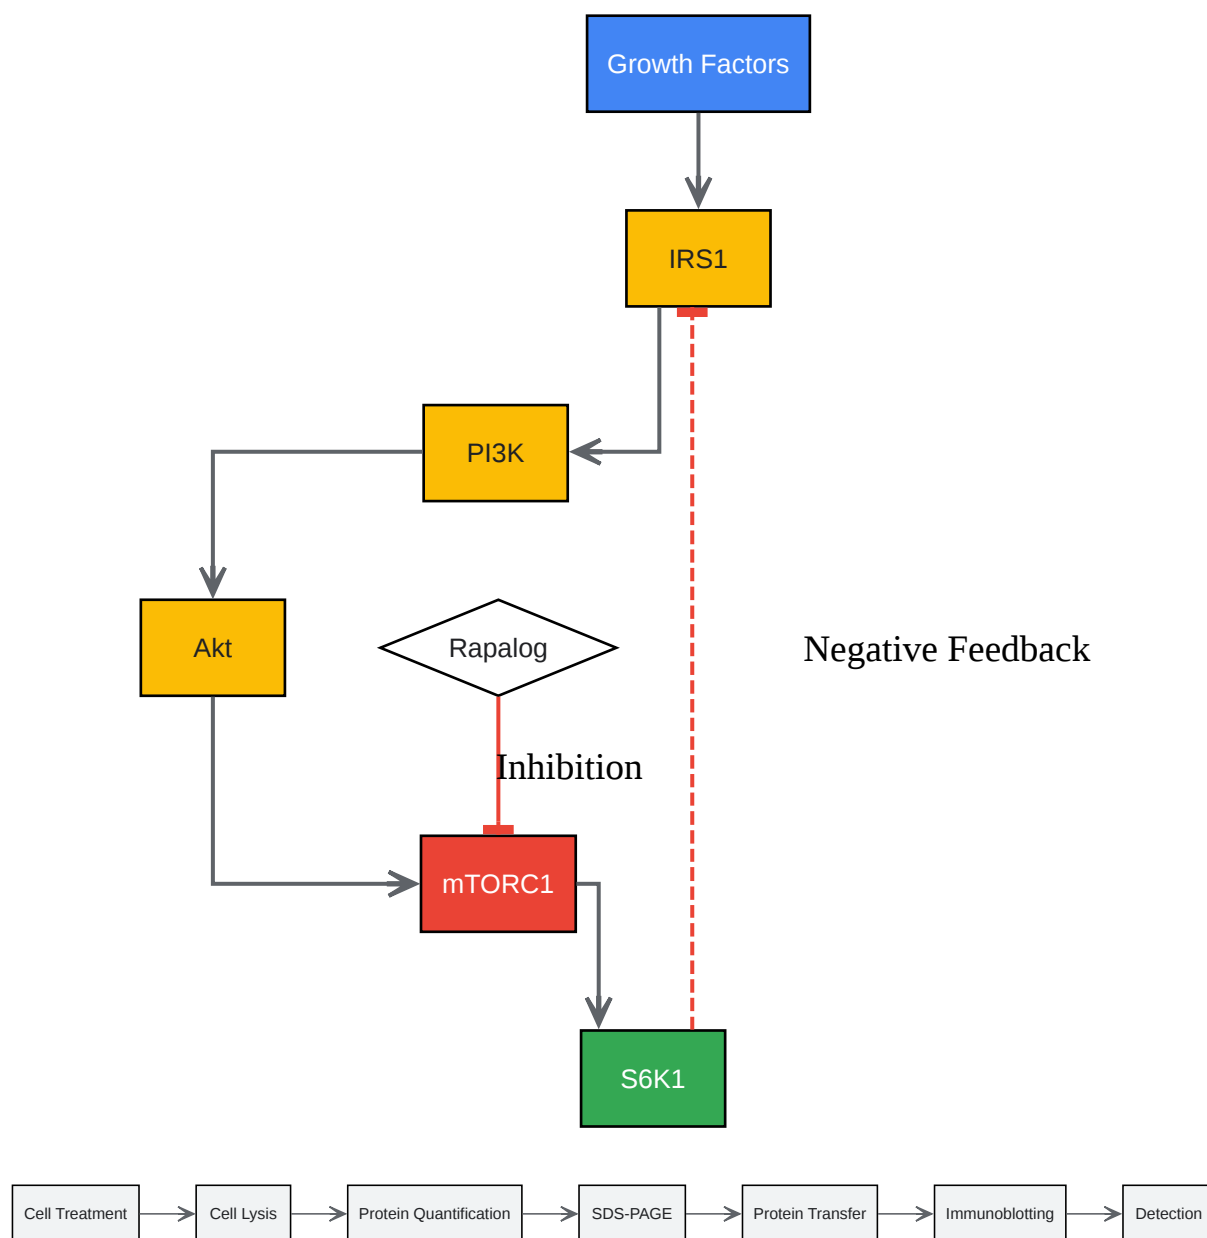 Growth Factors
IRS1
PI3K
Akt
Rapalog
Negative Feedback
Inhibition
mTORC1
S6K1
Cell Treatment
Cell Lysis
Protein Quantification
SDS-PAGE
Protein Transfer
Immunoblotting
Detection